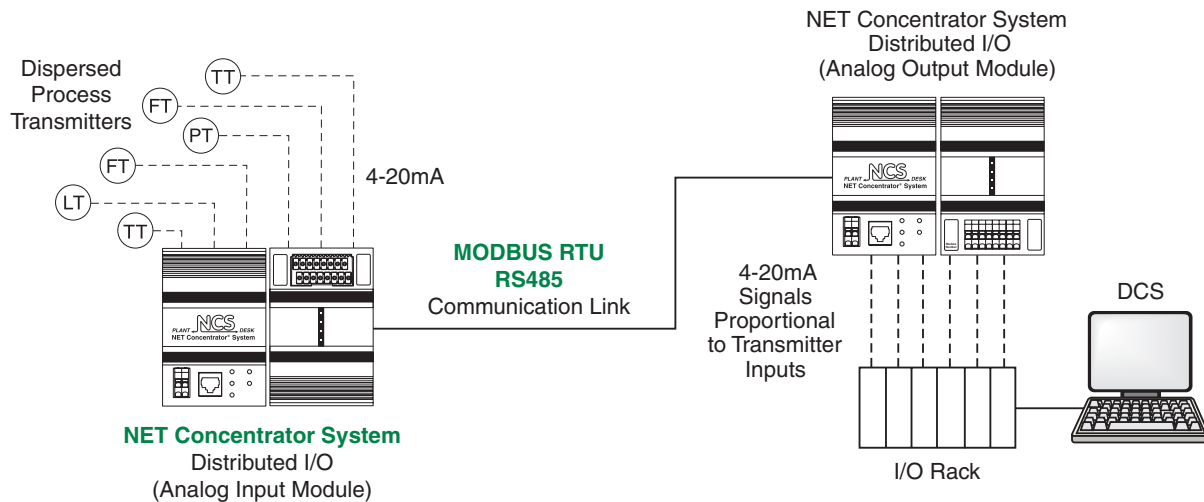 Dispersed
Process
Transmitters
TT
FT
PT
FT
LT
TT
4-20mA
PLANT NCS DESK
NET Concentrator® System
NET Concentrator System
Distributed I/O
(Analog Input Module)
MODBUS RTU
RS485
Communication Link
NET Concentrator System
Distributed I/O
(Analog Output Module)
PLANT NCS DESK
NET Concentrator® System
4-20mA
Signals
Proportional
to Transmitter
Inputs
I/O Rack
DCS